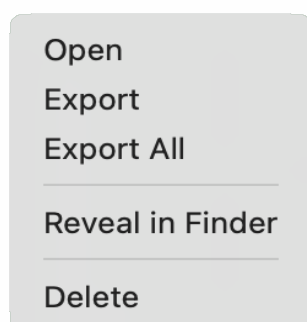 Open
Export
Export All
Reveal in Finder
Delete